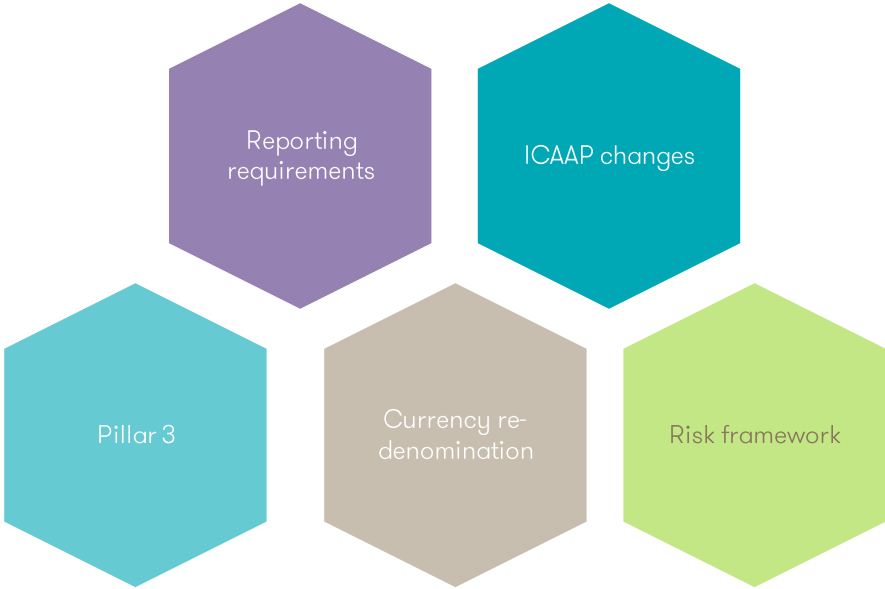 Reporting
requirements
ICAAP changes
Pillar 3
Currency re-
denomination
Risk framework